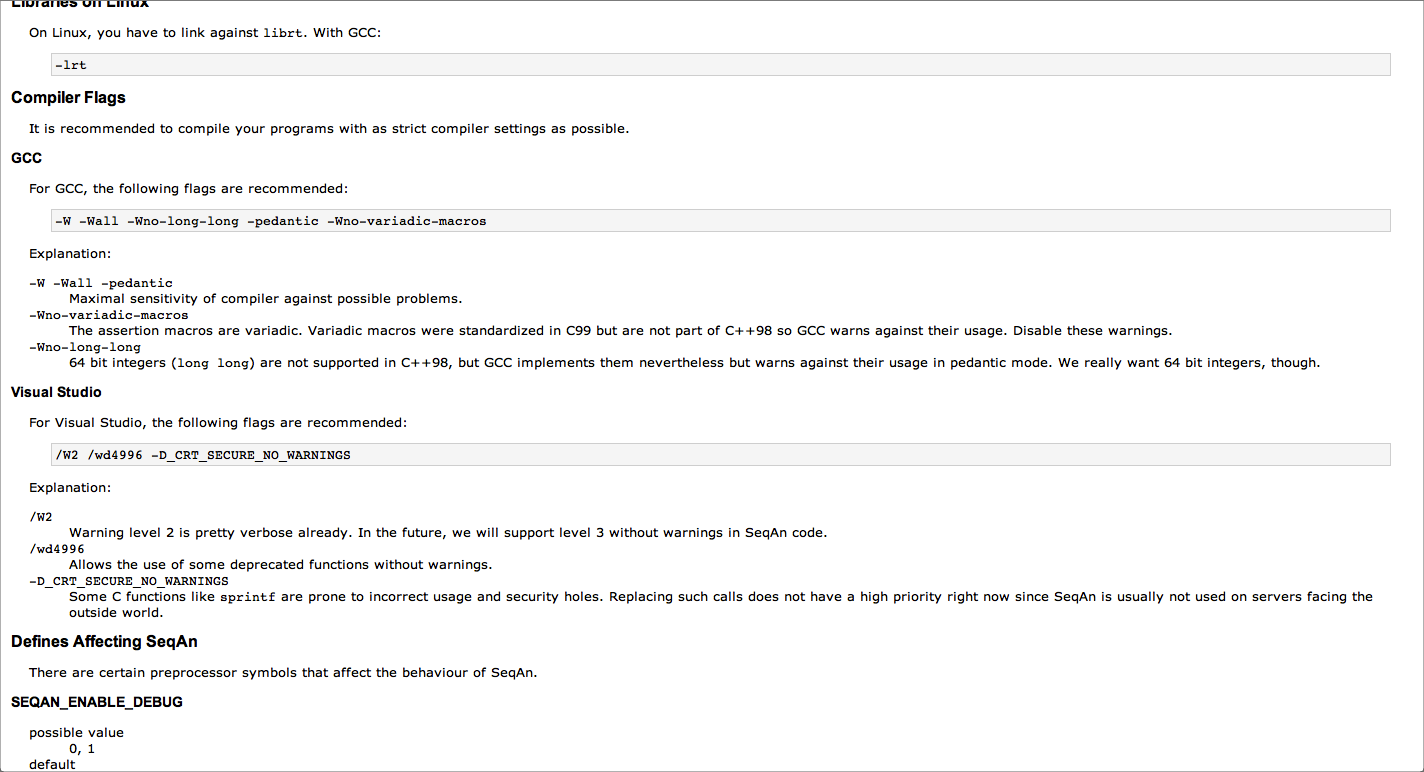 Libraries on Linux
On Linux, you have to link against librt. With GCC:
-lrt
Compiler Flags
It is recommended to compile your programs with as strict compiler settings as possible.
GCC
For GCC, the following flags are recommended:
-W -Wall -Wno-long-long -pedantic -Wno-variadic-macros
Explanation:
-W -Wall -pedantic
Maximal sensitivity of compiler against possible problems.
-Wno-variadic-macros
The assertion macros are variadic. Variadic macros were standardized in C99 but are not part of C++98 so GCC warns against their usage. Disable these warnings.
-Wno-long-long
64 bit integers (long long) are not supported in C++98, but GCC implements them nevertheless but warns against their usage in pedantic mode. We really want 64 bit integers, though.
Visual Studio
For Visual Studio, the following flags are recommended:
/W2 /wd4996 -D_CRT_SECURE_NO_WARNINGS
Explanation:
/W2
Warning level 2 is pretty verbose already. In the future, we will support level 3 without warnings in SeqAn code.
/wd4996
Allows the use of some deprecated functions without warnings.
-D_CRT_SECURE_NO_WARNINGS
Some C functions like sprintf are prone to incorrect usage and security holes. Replacing such calls does not have a high priority right now since SeqAn is usually not used on servers facing the
outside world.
Defines Affecting SeqAn
There are certain preprocessor symbols that affect the behaviour of SeqAn.
SEQAN_ENABLE_DEBUG
possible value
0, 1
default